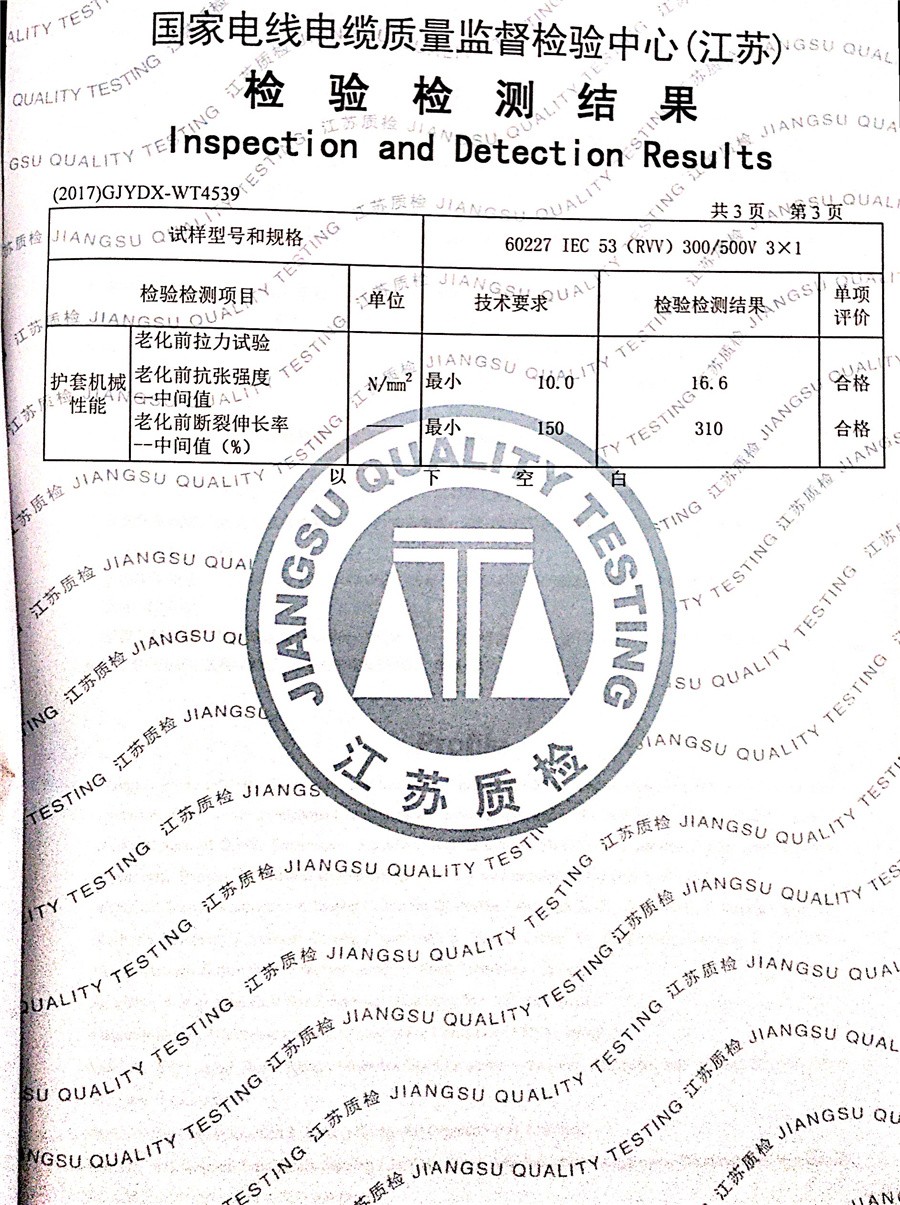 国家电线电缆质量监督检验中心(江苏)
检验检测结果
Inspection and Detection Results
(2017)GJYDX-WT4539
共 3 页 第 3 页
试样型号和规格 60227 IEC 53（RVV）300/500V 3×1
检验检测项目 单位 技术要求 检验检测结果 单项评价
护套机械性能
老化前拉力试验
老化前抗张强度
--中间值 N/mm² 最小 10.0 16.6 合格
老化前断裂伸长率
--中间值（%） —— 最小 150 310 合格
以下空白
JIANGSU QUALITY TESTING
江苏质检